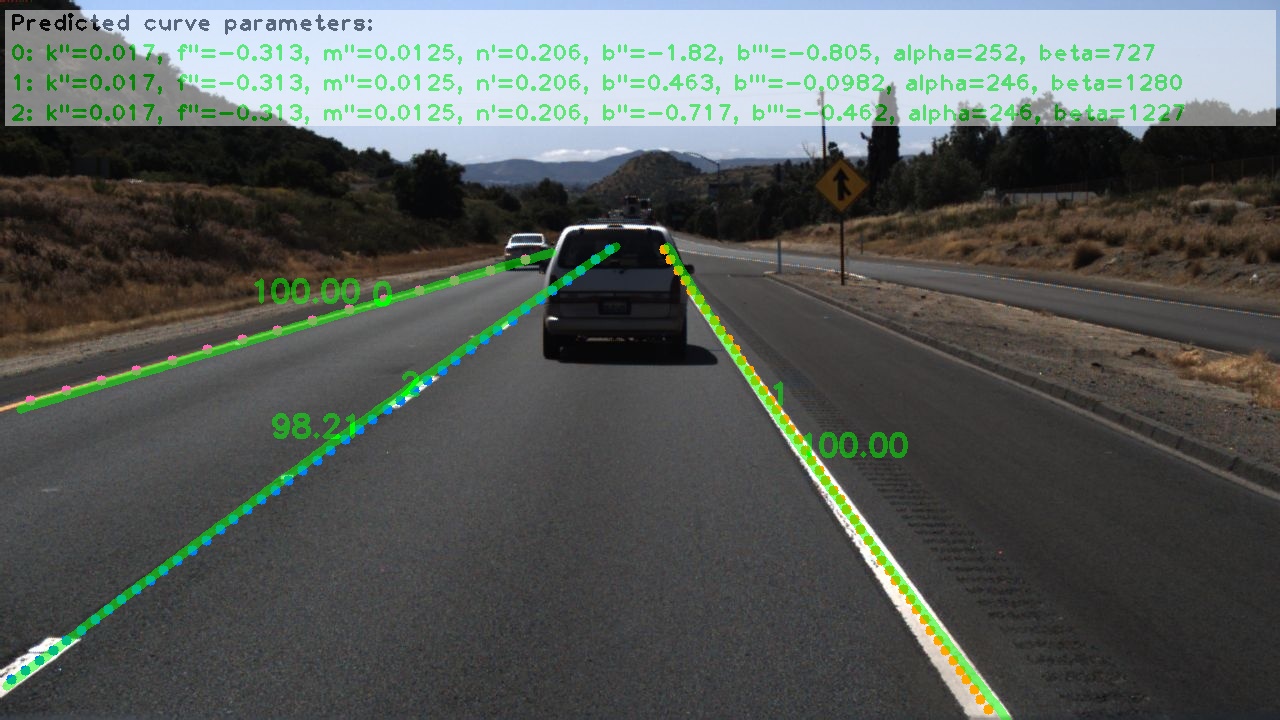 Predicted curve parameters:
0: k''=0.017, f''=−0.313, m''=0.0125, n'=0.206, b''=−1.82, b'''=−0.805, alpha=252, beta=727
1: k''=0.017, f''=−0.313, m''=0.0125, n'=0.206, b''=0.463, b'''=−0.0982, alpha=246, beta=1280
2: k''=0.017, f''=−0.313, m''=0.0125, n'=0.206, b''=−0.717, b'''=−0.462, alpha=246, beta=1227
100.00 0
2
1
98.21
100.00